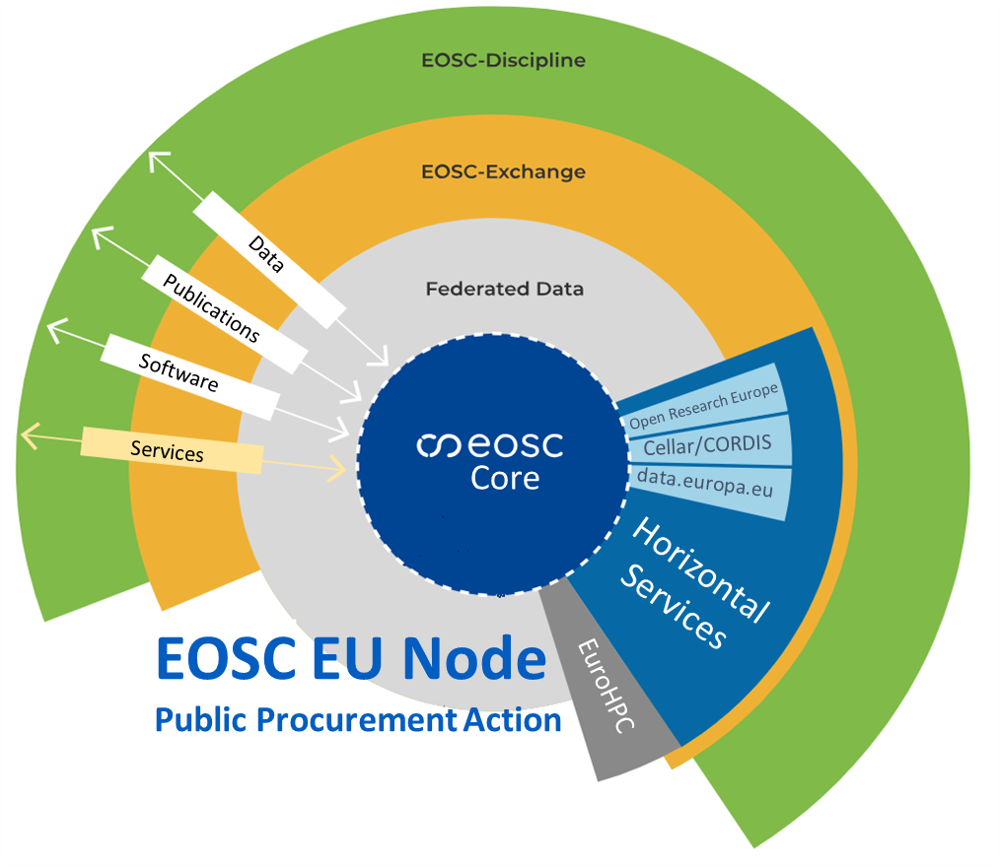 EOSC-Discipline
EOSC-Exchange
Federated Data
Data
Publications
Software
Services
eosc
Core
Open Research Europe
Cellar/CORDIS
data.europa.eu
Horizontal
Services
EuroHPC
EOSC EU Node
Public Procurement Action